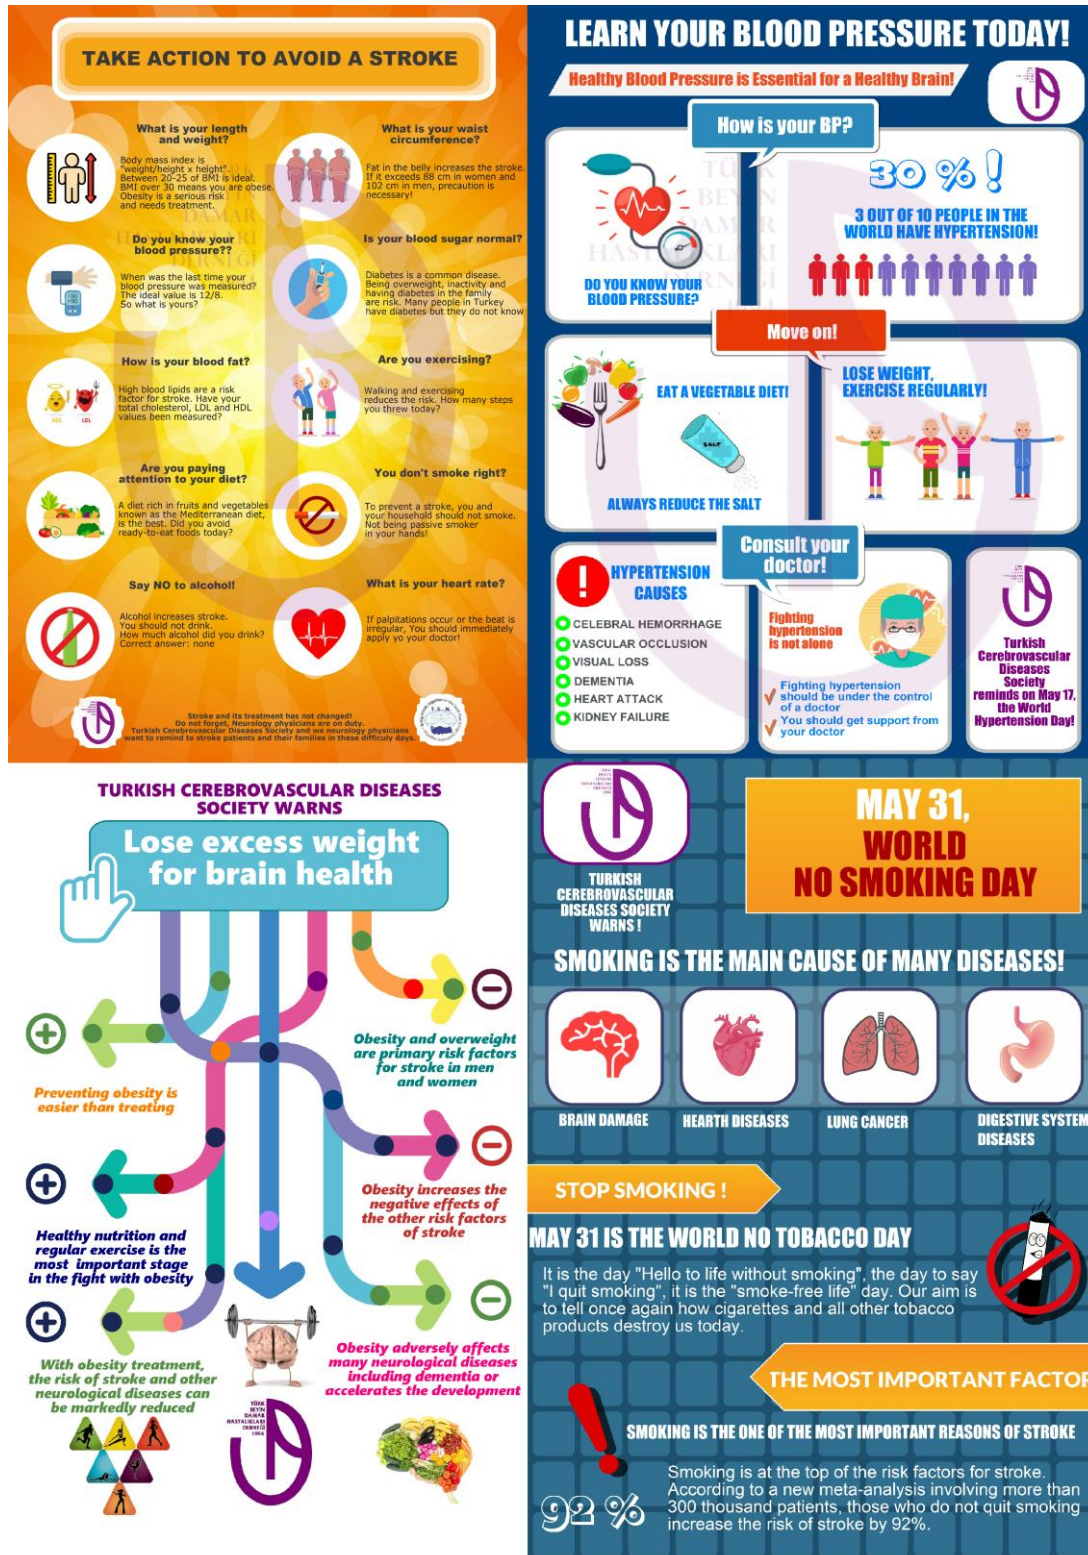 TAKE ACTION TO AVOID A STROKE
What is your length
and weight?
Body mass index is
"weight/height x height".
Between 20-25 of BMI is ideal.
BMI over 30 means you are obese.
Obesity is a serious risk
and needs treatment.
What is your waist
circumference?
Fat in the belly increases the stroke.
If it exceeds 88 cm in women and
102 cm in men, precaution is
necessary!
Do you know your
blood pressure??
When was the last time your
blood pressure was measured?
The ideal value is 12/8.
So what is yours?
Is your blood sugar normal?
Diabetes is a common disease.
Being overweight, inactivity and
having diabetes in the family
are risk. Many people in Turkey
have diabetes but they do not know
How is your blood fat?
High blood lipids are a risk
factor for stroke. Have your
total cholesterol, LDL and HDL
values been measured?
HDL LDL
Are you exercising?
Walking and exercising
reduces the risk. How many steps
you threw today?
Are you paying
attention to your diet?
A diet rich in fruits and vegetables
known as the Mediterranean diet,
is the best. Did you avoid
ready-to-eat foods today?
You don't smoke right?
To prevent a stroke, you and
your household should not smoke.
Not being passive smoker
in your hands!
Say NO to alcohol!
Alcohol increases stroke.
You should not drink.
How much alcohol did you drink?
Correct answer: none
What is your heart rate?
If palpitations occur or the beat is
irregular, You should immediately
apply yo your doctor!
Stroke and its treatment has not changed!
Do not forget, Neurology physicians are on duty.
Turkish Cerebrovascular Diseases Society and we neurology physicians
want to remind to stroke patients and their families in these difficuly days.
T.S.N.
LEARN YOUR BLOOD PRESSURE TODAY!
Healthy Blood Pressure is Essential for a Healthy Brain!
How is your BP?
DO YOU KNOW YOUR
BLOOD PRESSURE?
30 % !
3 OUT OF 10 PEOPLE IN THE
WORLD HAVE HYPERTENSION!
Move on!
EAT A VEGETABLE DIET!
SALT
ALWAYS REDUCE THE SALT
LOSE WEIGHT,
EXERCISE REGULARLY!
Consult your
doctor!
HYPERTENSION
CAUSES
CELEBRAL HEMORRHAGE
VASCULAR OCCLUSION
VISUAL LOSS
DEMENTIA
HEART ATTACK
KIDNEY FAILURE
Fighting
hypertension
is not alone
Fighting hypertension
should be under the control
of a doctor
You should get support from
your doctor
Turkish
Cerebrovascular
Diseases
Society
reminds on May 17,
the World
Hypertension Day!
TURKISH CEREBROVASCULAR DISEASES
SOCIETY WARNS
Lose excess weight
for brain health
Obesity and overweight
are primary risk factors
for stroke in men
and women
Preventing obesity is
easier than treating
Obesity increases the
negative effects of
the other risk factors
of stroke
Healthy nutrition and
regular exercise is the
most important stage
in the fight with obesity
Obesity adversely affects
many neurological diseases
including dementia or
accelerates the development
With obesity treatment,
the risk of stroke and other
neurological diseases can
be markedly reduced
TÜRK
BEYİN
DAMAR
HASTALIKLARI
DERNEĞİ
1994
TURKISH
CEREBROVASCULAR
DISEASES SOCIETY
WARNS !
MAY 31,
WORLD
NO SMOKING DAY
SMOKING IS THE MAIN CAUSE OF MANY DISEASES!
BRAIN DAMAGE
HEARTH DISEASES
LUNG CANCER
DIGESTIVE SYSTEM
DISEASES
STOP SMOKING !
MAY 31 IS THE WORLD NO TOBACCO DAY
It is the day "Hello to life without smoking", the day to say
"I quit smoking", it is the "smoke-free life" day. Our aim is
to tell once again how cigarettes and all other tobacco
products destroy us today.
THE MOST IMPORTANT FACTOR
SMOKING IS THE ONE OF THE MOST IMPORTANT REASONS OF STROKE
92 %
Smoking is at the top of the risk factors for stroke.
According to a new meta-analysis involving more than
300 thousand patients, those who do not quit smoking
increase the risk of stroke by 92%.